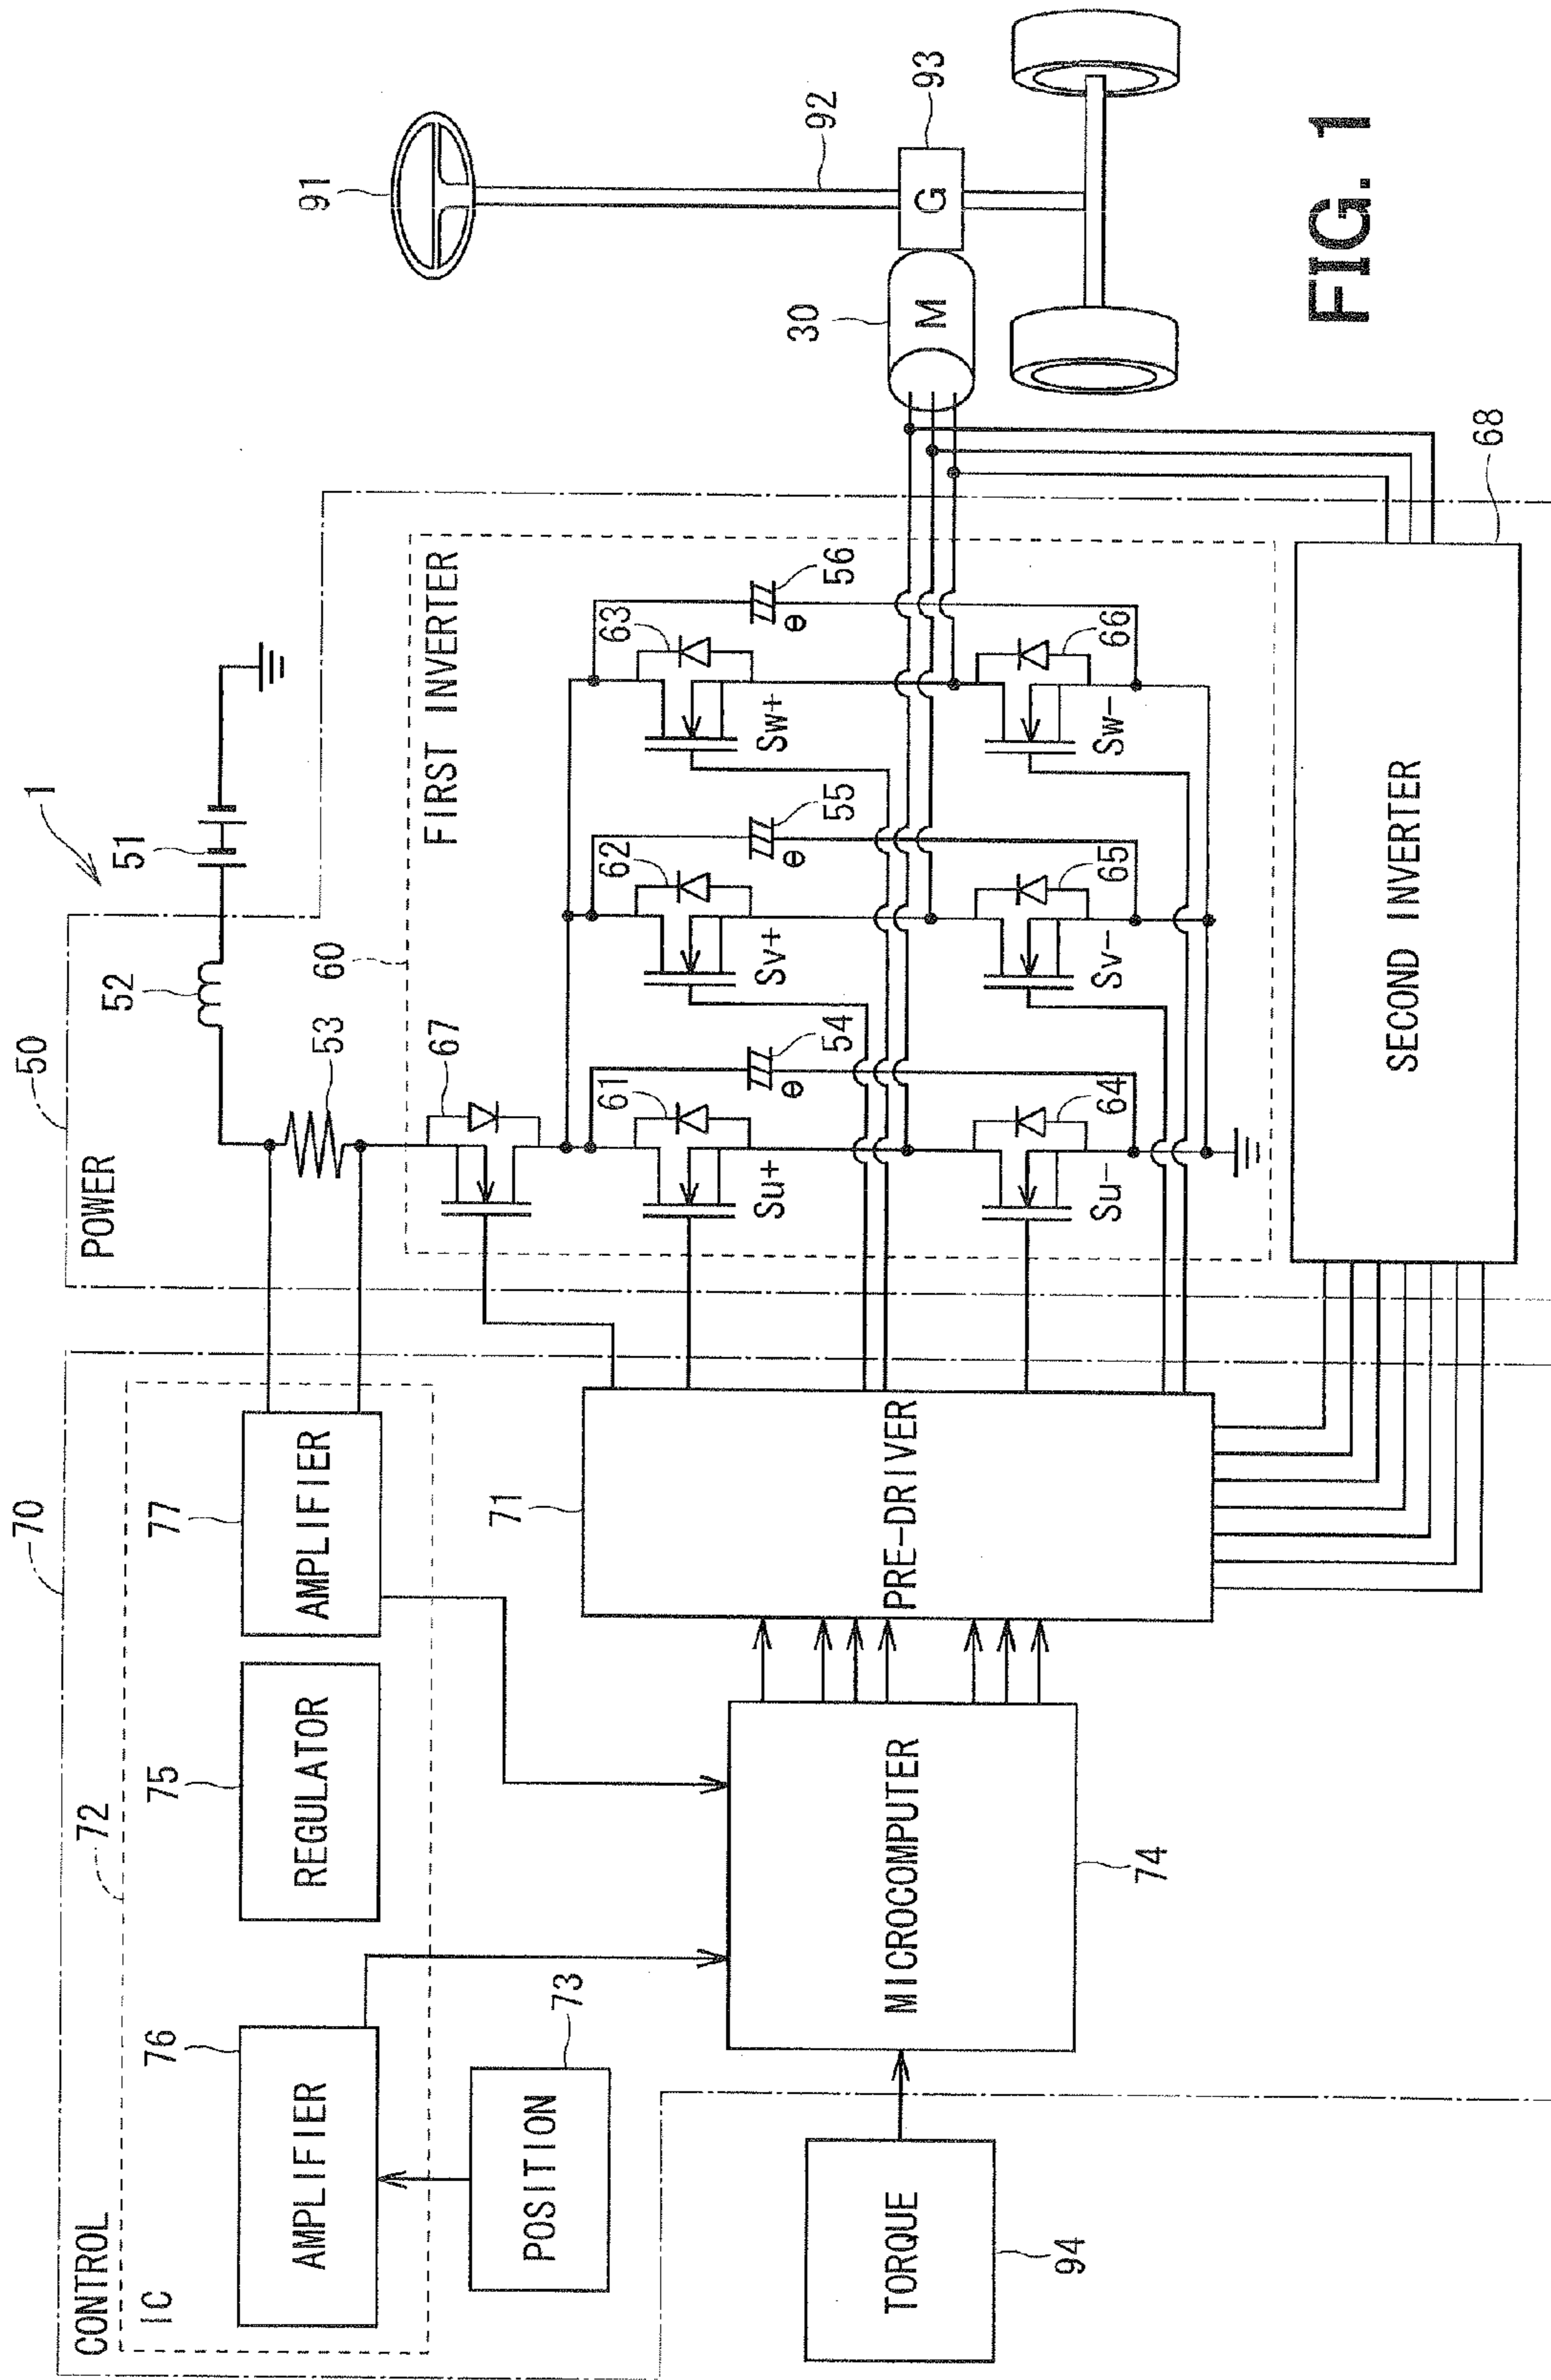 1
50
POWER
52
51
53
60
67
FIRST INVERTER
61
54
62
55
63
56
Su+
Sv+
Sw+
⊖
⊖
⊖
64
65
66
Su-
Sv-
Sw-
SECOND INVERTER
68
91
92
93
G
30
M
70
CONTROL
72
IC
76
AMPLIFIER
75
REGULATOR
77
AMPLIFIER
73
POSITION
71
PRE-DRIVER
MICROCOMPUTER
74
TORQUE
94
FIG. 1